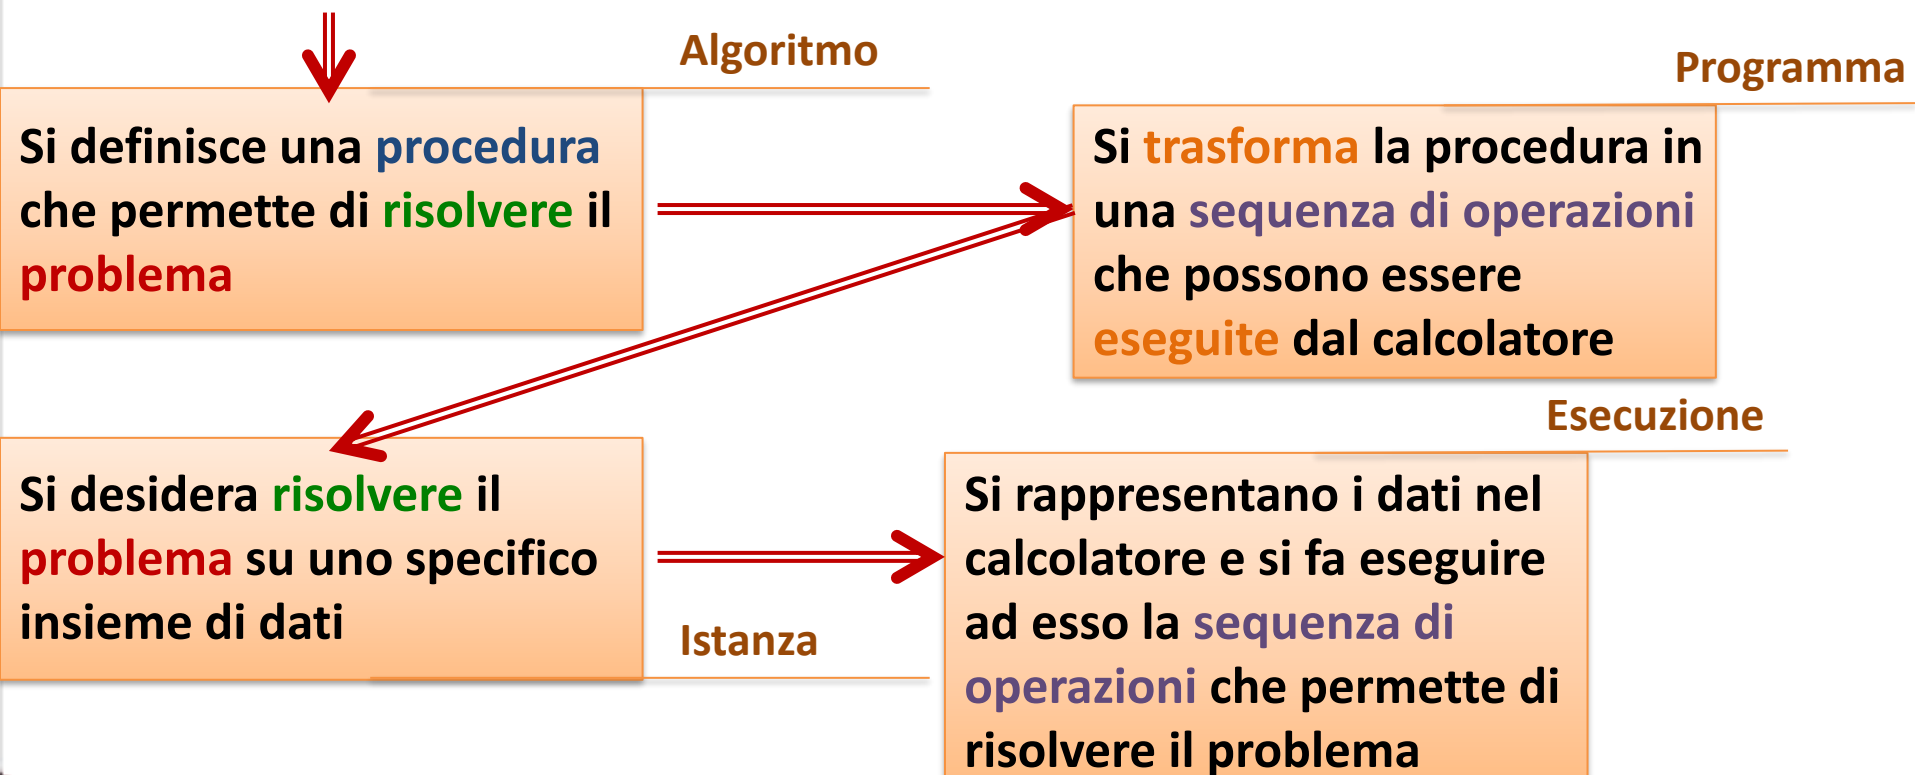 Algoritmo
Si definisce una procedura
che permette di risolvere il
problema
Programma
Si trasforma la procedura in
una sequenza di operazioni
che possono essere
eseguite dal calcolatore
Si desidera risolvere il
problema su uno specifico
insieme di dati
Istanza
Esecuzione
Si rappresentano i dati nel
calcolatore e si fa eseguire
ad esso la sequenza di
operazioni che permette di
risolvere il problema